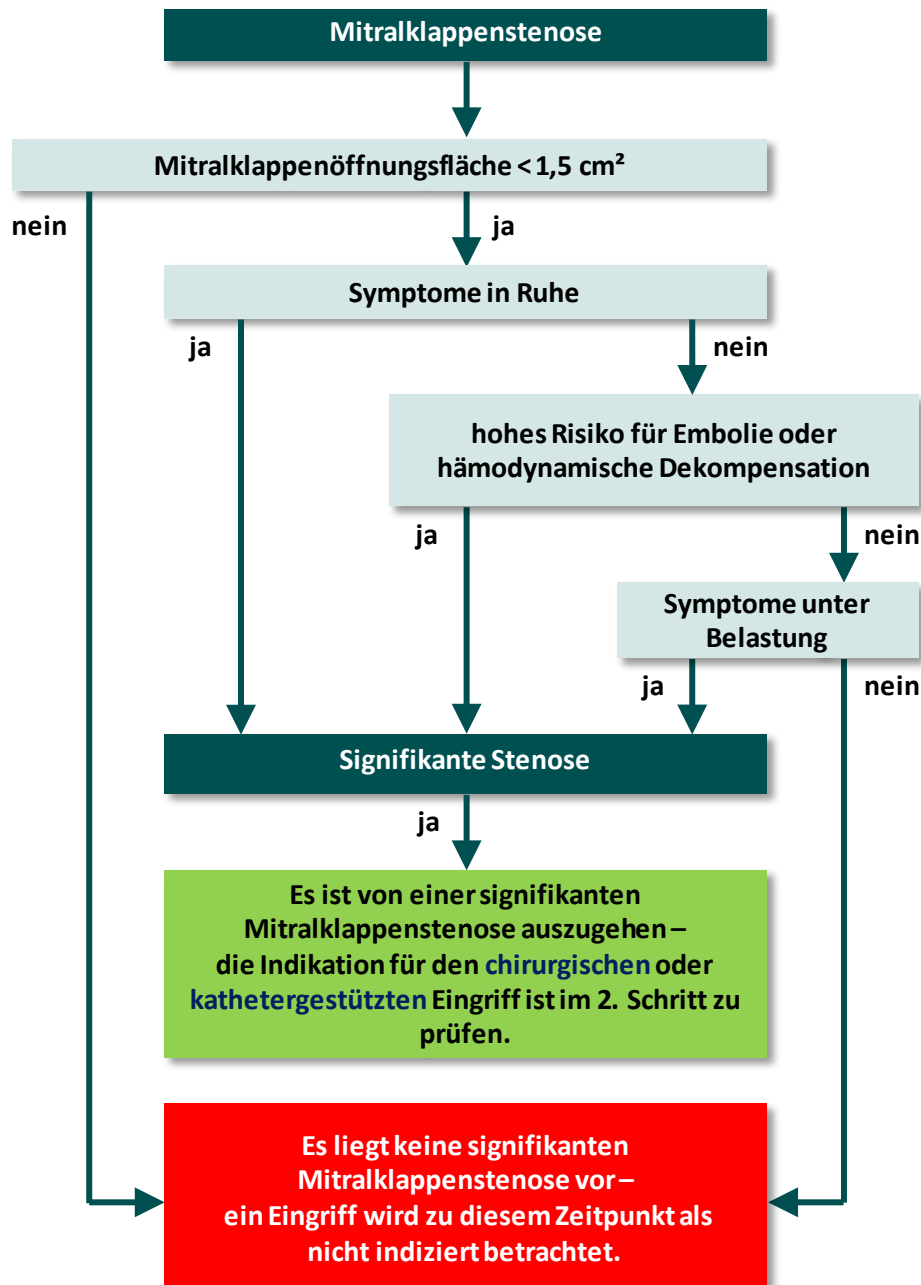 Mitralklappenstenose
Mitralklappenöffnungsfläche < 1,5 cm²
nein
ja
Symptome in Ruhe
ja
nein
hohes Risiko für Embolie oder
hämodynamische Dekompensation
ja
nein
Symptome unter
Belastung
ja
nein
Signifikante Stenose
ja
Es ist von einer signifikanten
Mitralklappenstenose auszugehen –
die Indikation für den chirurgischen oder
kathetergestützten Eingriff ist im 2. Schritt zu
prüfen.
Es liegt keine signifikanten
Mitralklappenstenose vor –
ein Eingriff wird zu diesem Zeitpunkt als
nicht indiziert betrachtet.